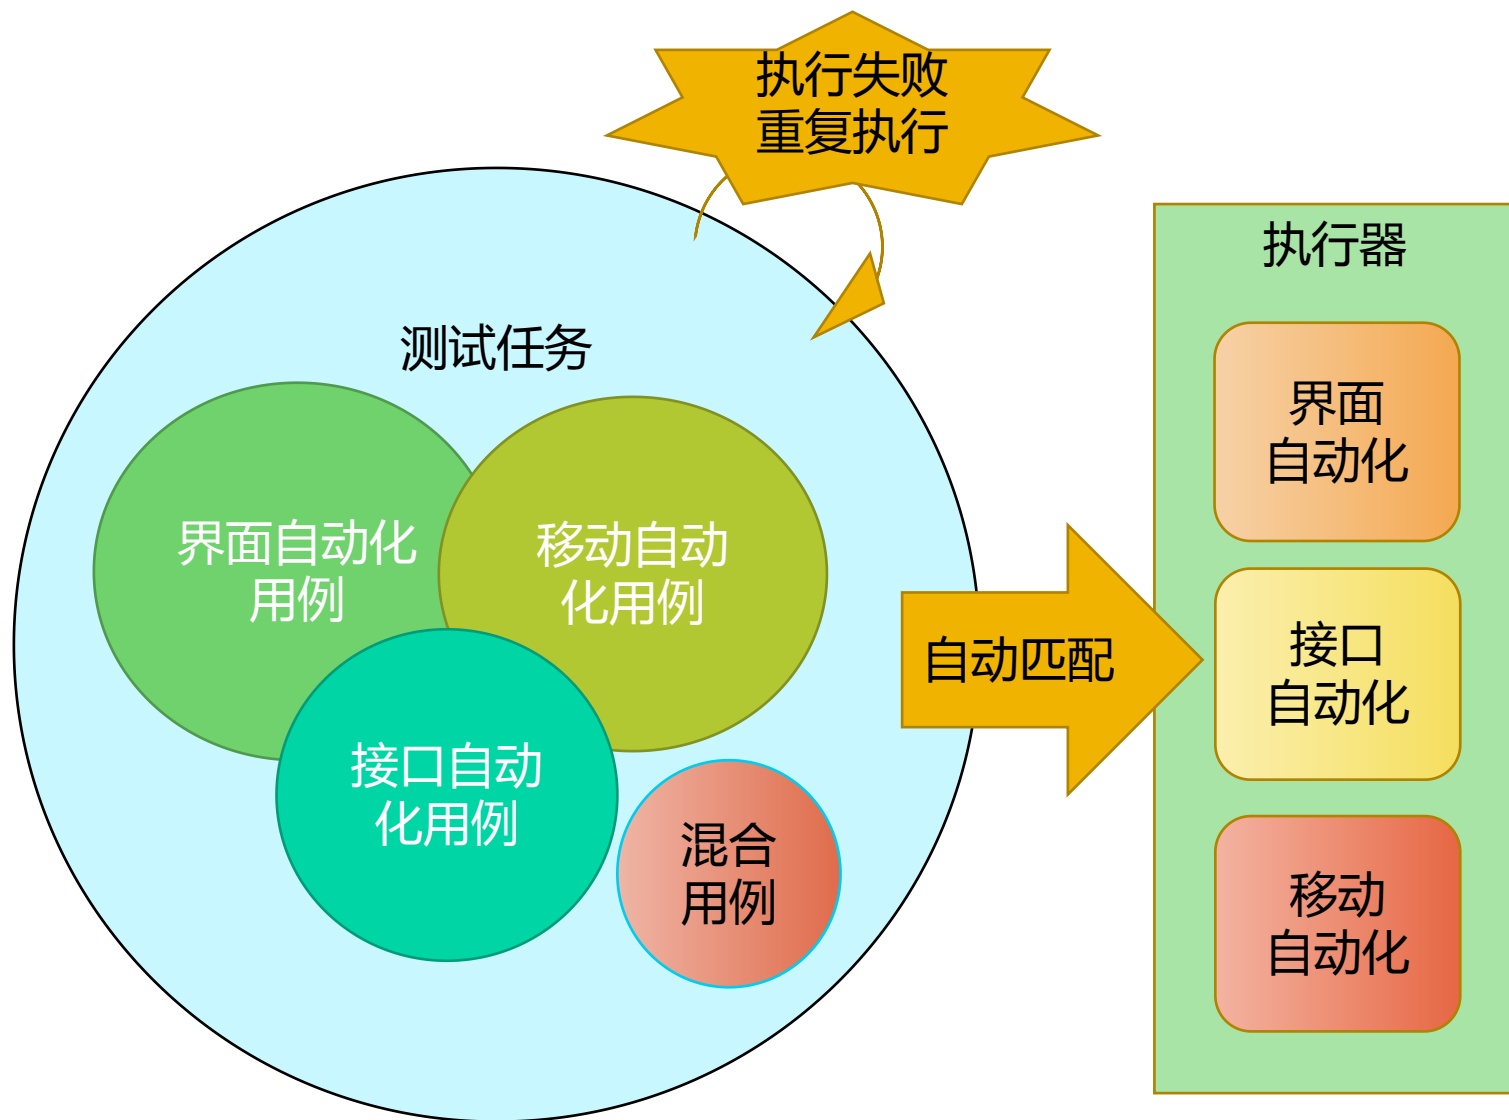 执行失败
重复执行
测试任务
界面自动化
用例
移动自动
化用例
接口自动
化用例
混合
用例
自动匹配
执行器
界面
自动化
接口
自动化
移动
自动化